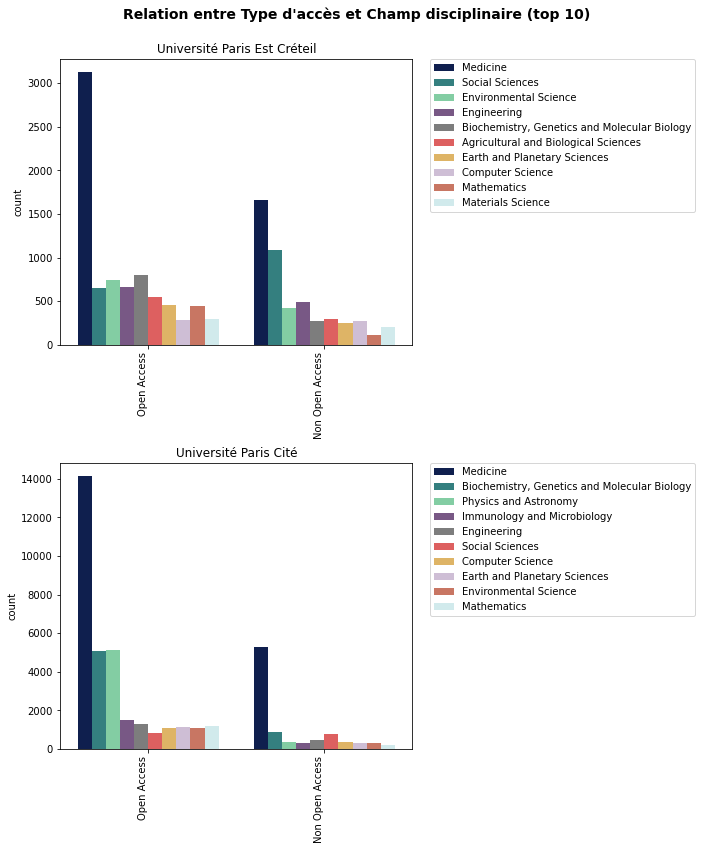 Relation entre Type d'accès et Champ disciplinaire (top 10)
Université Paris Est Créteil
3000
2500
2000
1500
1000
500
0
count
Open Access
Non Open Access
Medicine
Social Sciences
Environmental Science
Engineering
Biochemistry, Genetics and Molecular Biology
Agricultural and Biological Sciences
Earth and Planetary Sciences
Computer Science
Mathematics
Materials Science
Université Paris Cité
14000
12000
10000
8000
6000
4000
2000
0
count
Open Access
Non Open Access
Medicine
Biochemistry, Genetics and Molecular Biology
Physics and Astronomy
Immunology and Microbiology
Engineering
Social Sciences
Computer Science
Earth and Planetary Sciences
Environmental Science
Mathematics